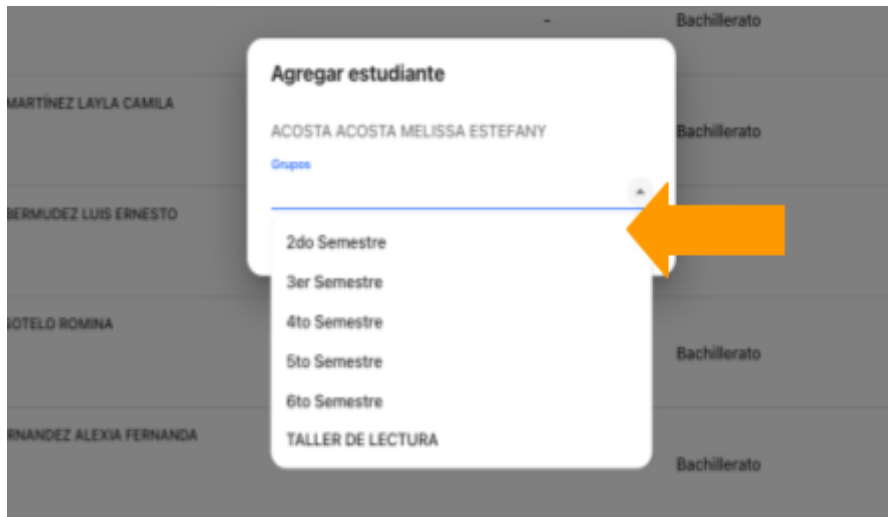 - Bachillerato
Agregar estudiante
MARTÍNEZ LAYLA CAMILA
ACOSTA ACOSTA MELISSA ESTEFANY
Bachillerato
Grupos
BERMUDEZ LUIS ERNESTO
2do Semestre
3er Semestre
4to Semestre
SOTELO ROMINA
Bachillerato
5to Semestre
6to Semestre
RNANDEZ ALEXIA FERNANDA
TALLER DE LECTURA
Bachillerato